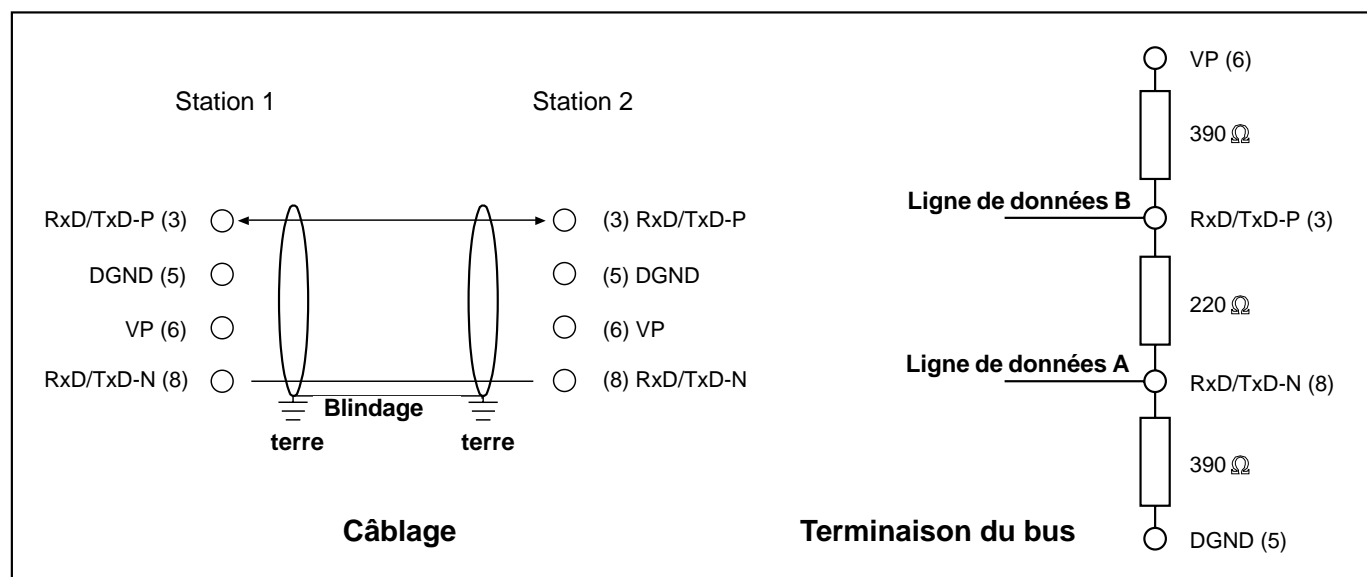 Station 1
Station 2
RxD/TxD-P (3)
(3) RxD/TxD-P
DGND (5)
(5) DGND
VP (6)
(6) VP
RxD/TxD-N (8)
(8) RxD/TxD-N
Blindage
terre
terre
Câblage
VP (6)
390 Ω
Ligne de données B
RxD/TxD-P (3)
220 Ω
Ligne de données A
RxD/TxD-N (8)
390 Ω
DGND (5)
Terminaison du bus